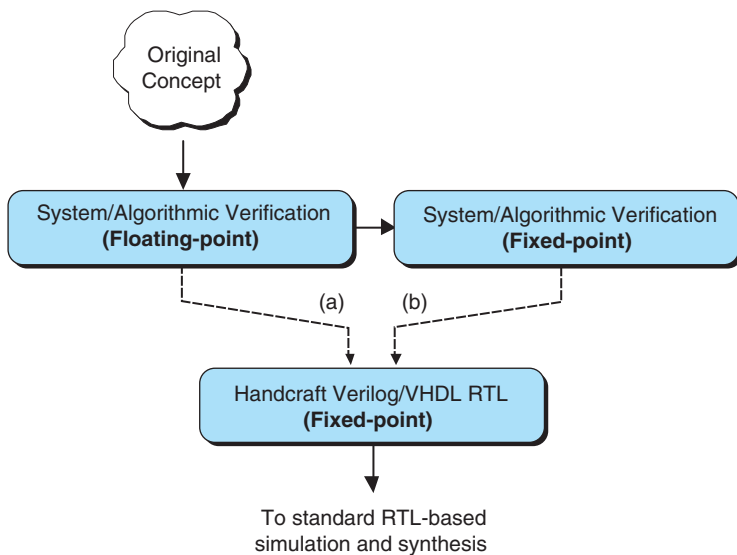 Original
Concept
System/Algorithmic Verification
(Floating-point)
System/Algorithmic Verification
(Fixed-point)
(a)
(b)
Handcraft Verilog/VHDL RTL
(Fixed-point)
To standard RTL-based
simulation and synthesis